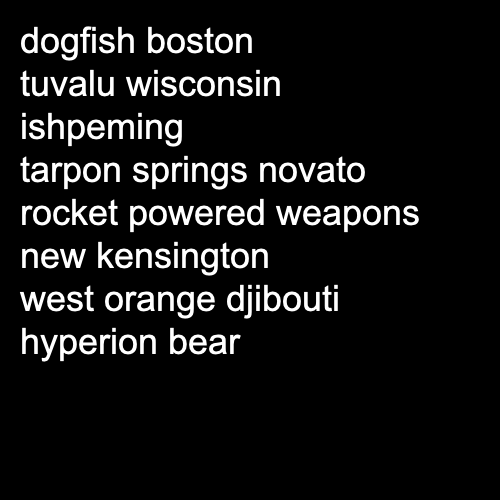 dogfish boston
tuvalu wisconsin
ishpeming
tarpon springs novato
rocket powered weapons
new kensington
west orange djibouti
hyperion bear